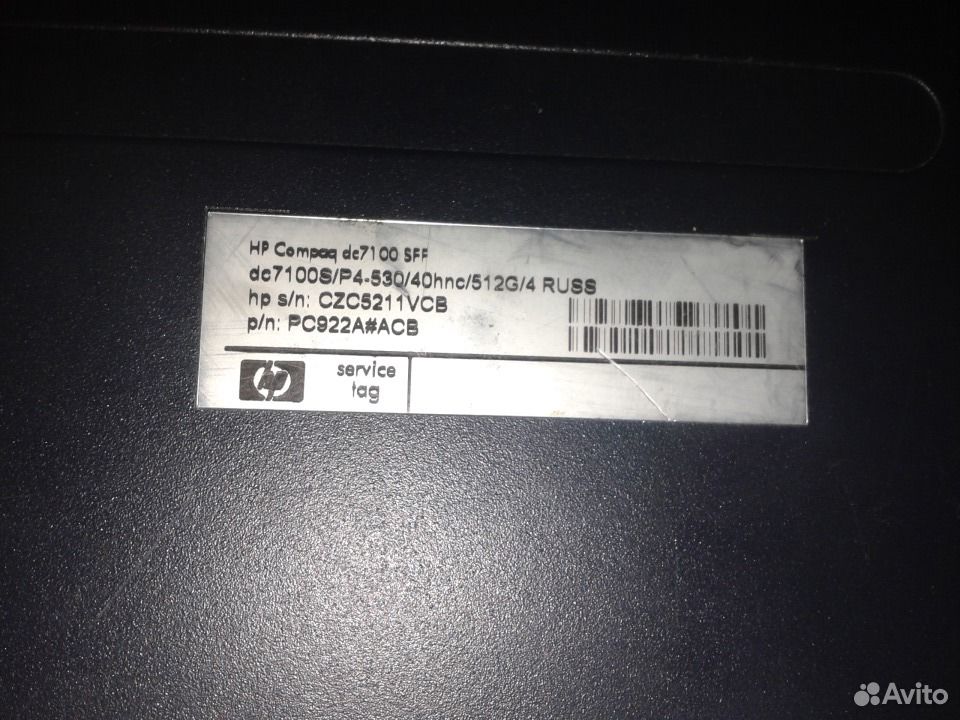 HP Compaq dc7100 SFF
dc7100S/P4-530/40hnc/512G/4 RUSS
hp s/n: CZC5211VCB
p/n: PC922A#ACB
hp
service
tag
Avito